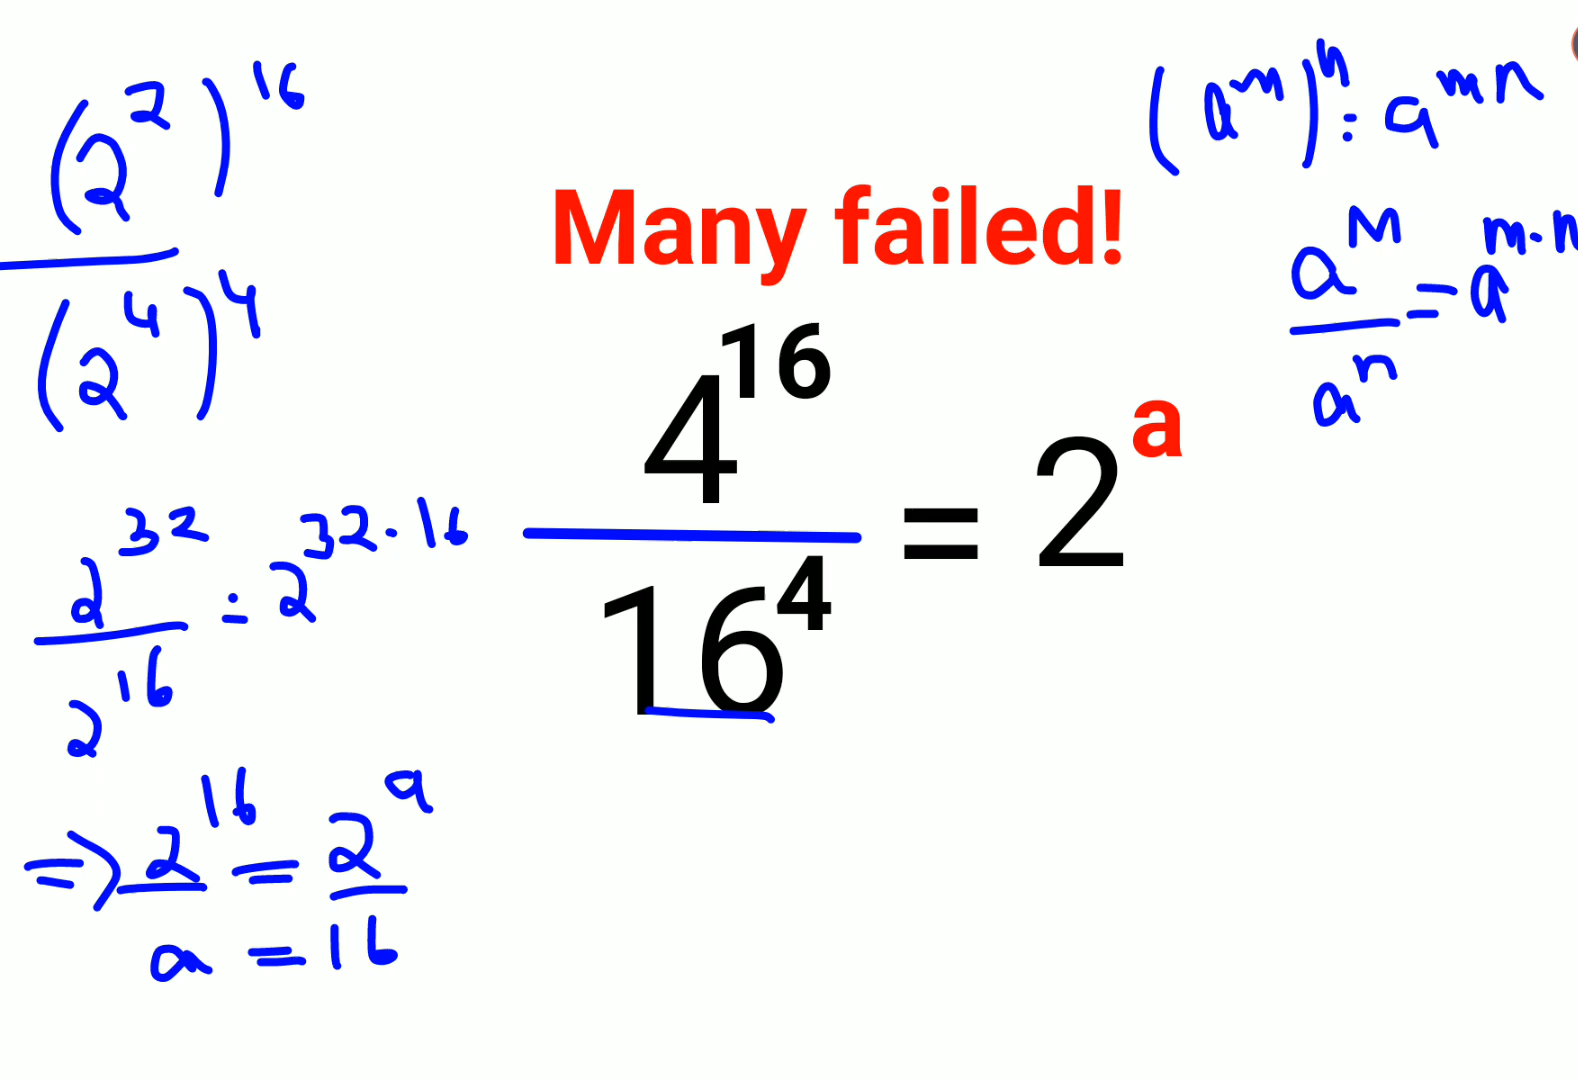 (2²)¹⁶
(2⁴)⁴
2³²
2¹⁶
= 2³²⁻¹⁶
⇒ 2¹⁶ = 2ᵃ
a = 16
Many failed!
4¹⁶
16⁴
= 2ᵃ
(aᵐ)ⁿ = aᵐⁿ
aᴹ
aⁿ
= aᵐ⁻ⁿ